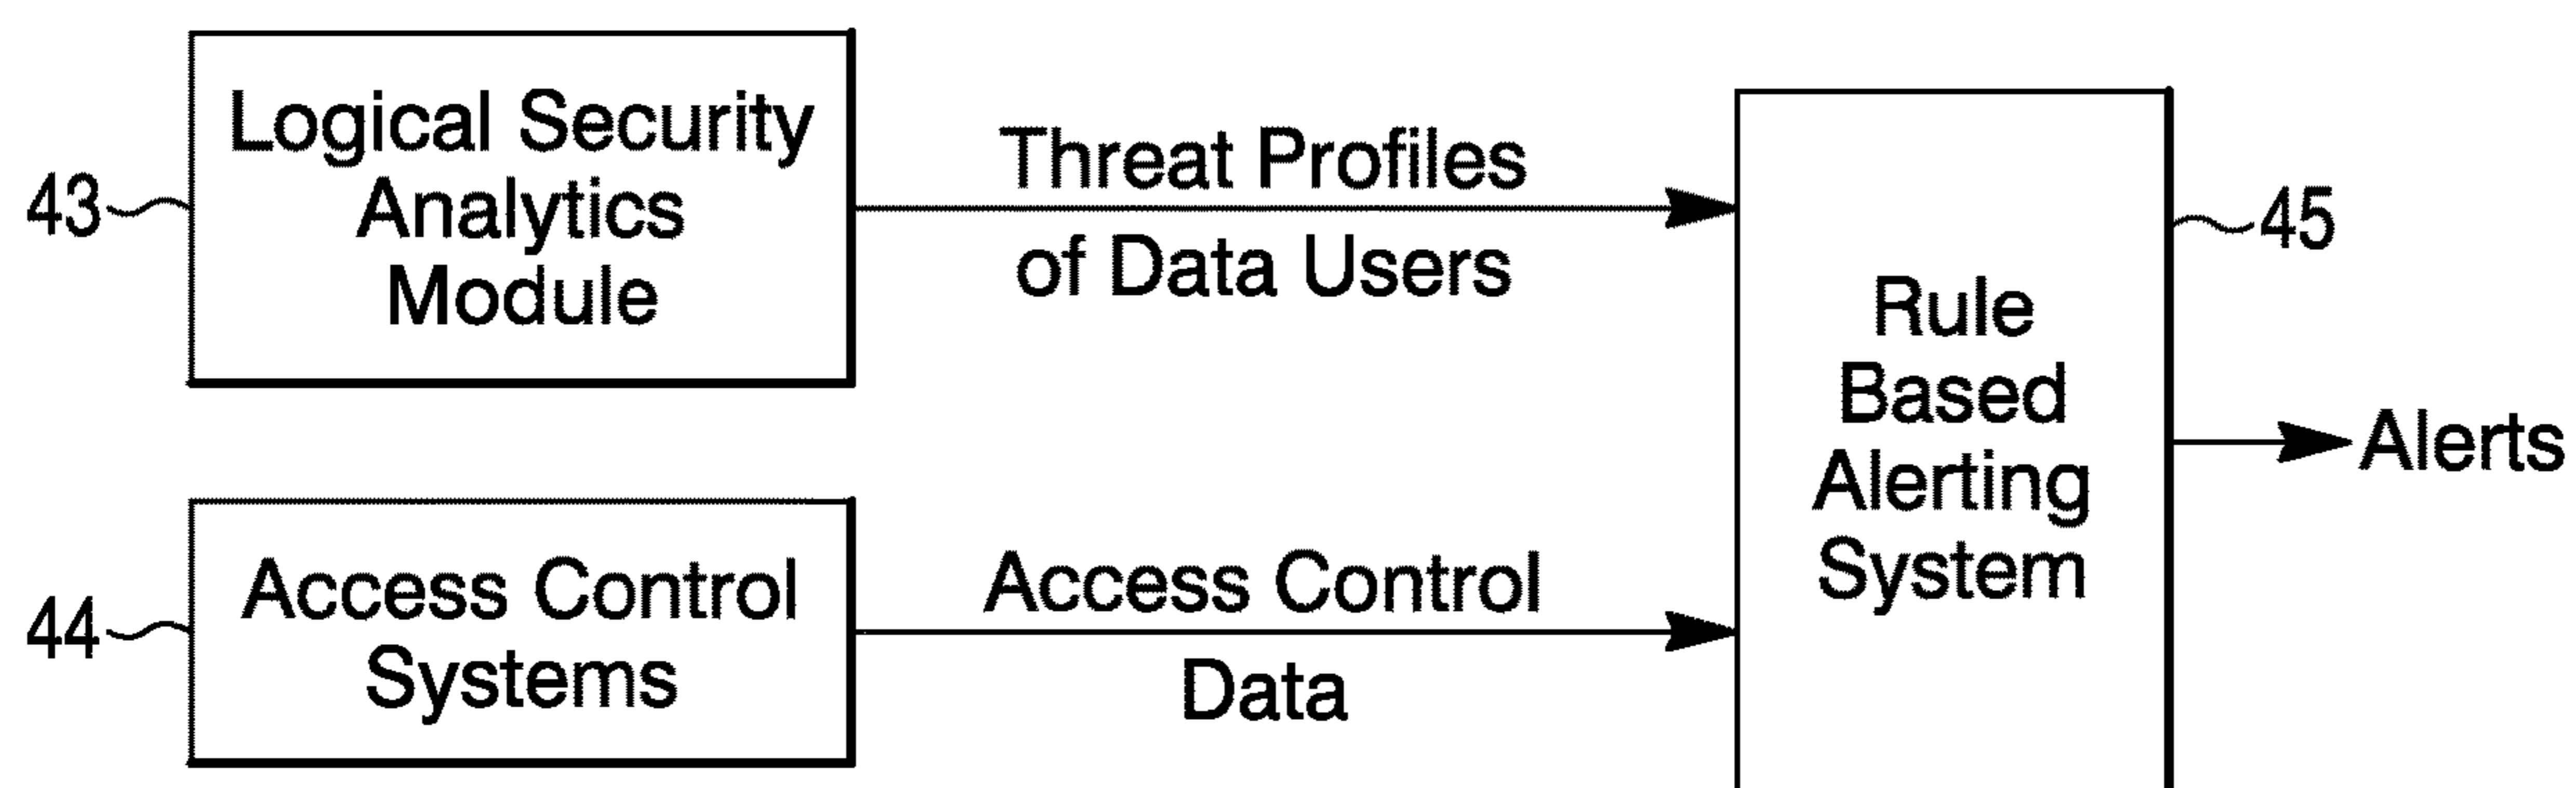 43
Logical Security
Analytics
Module
Threat Profiles
of Data Users
44
Access Control
Systems
Access Control
Data
Rule
Based
Alerting
System
45
Alerts